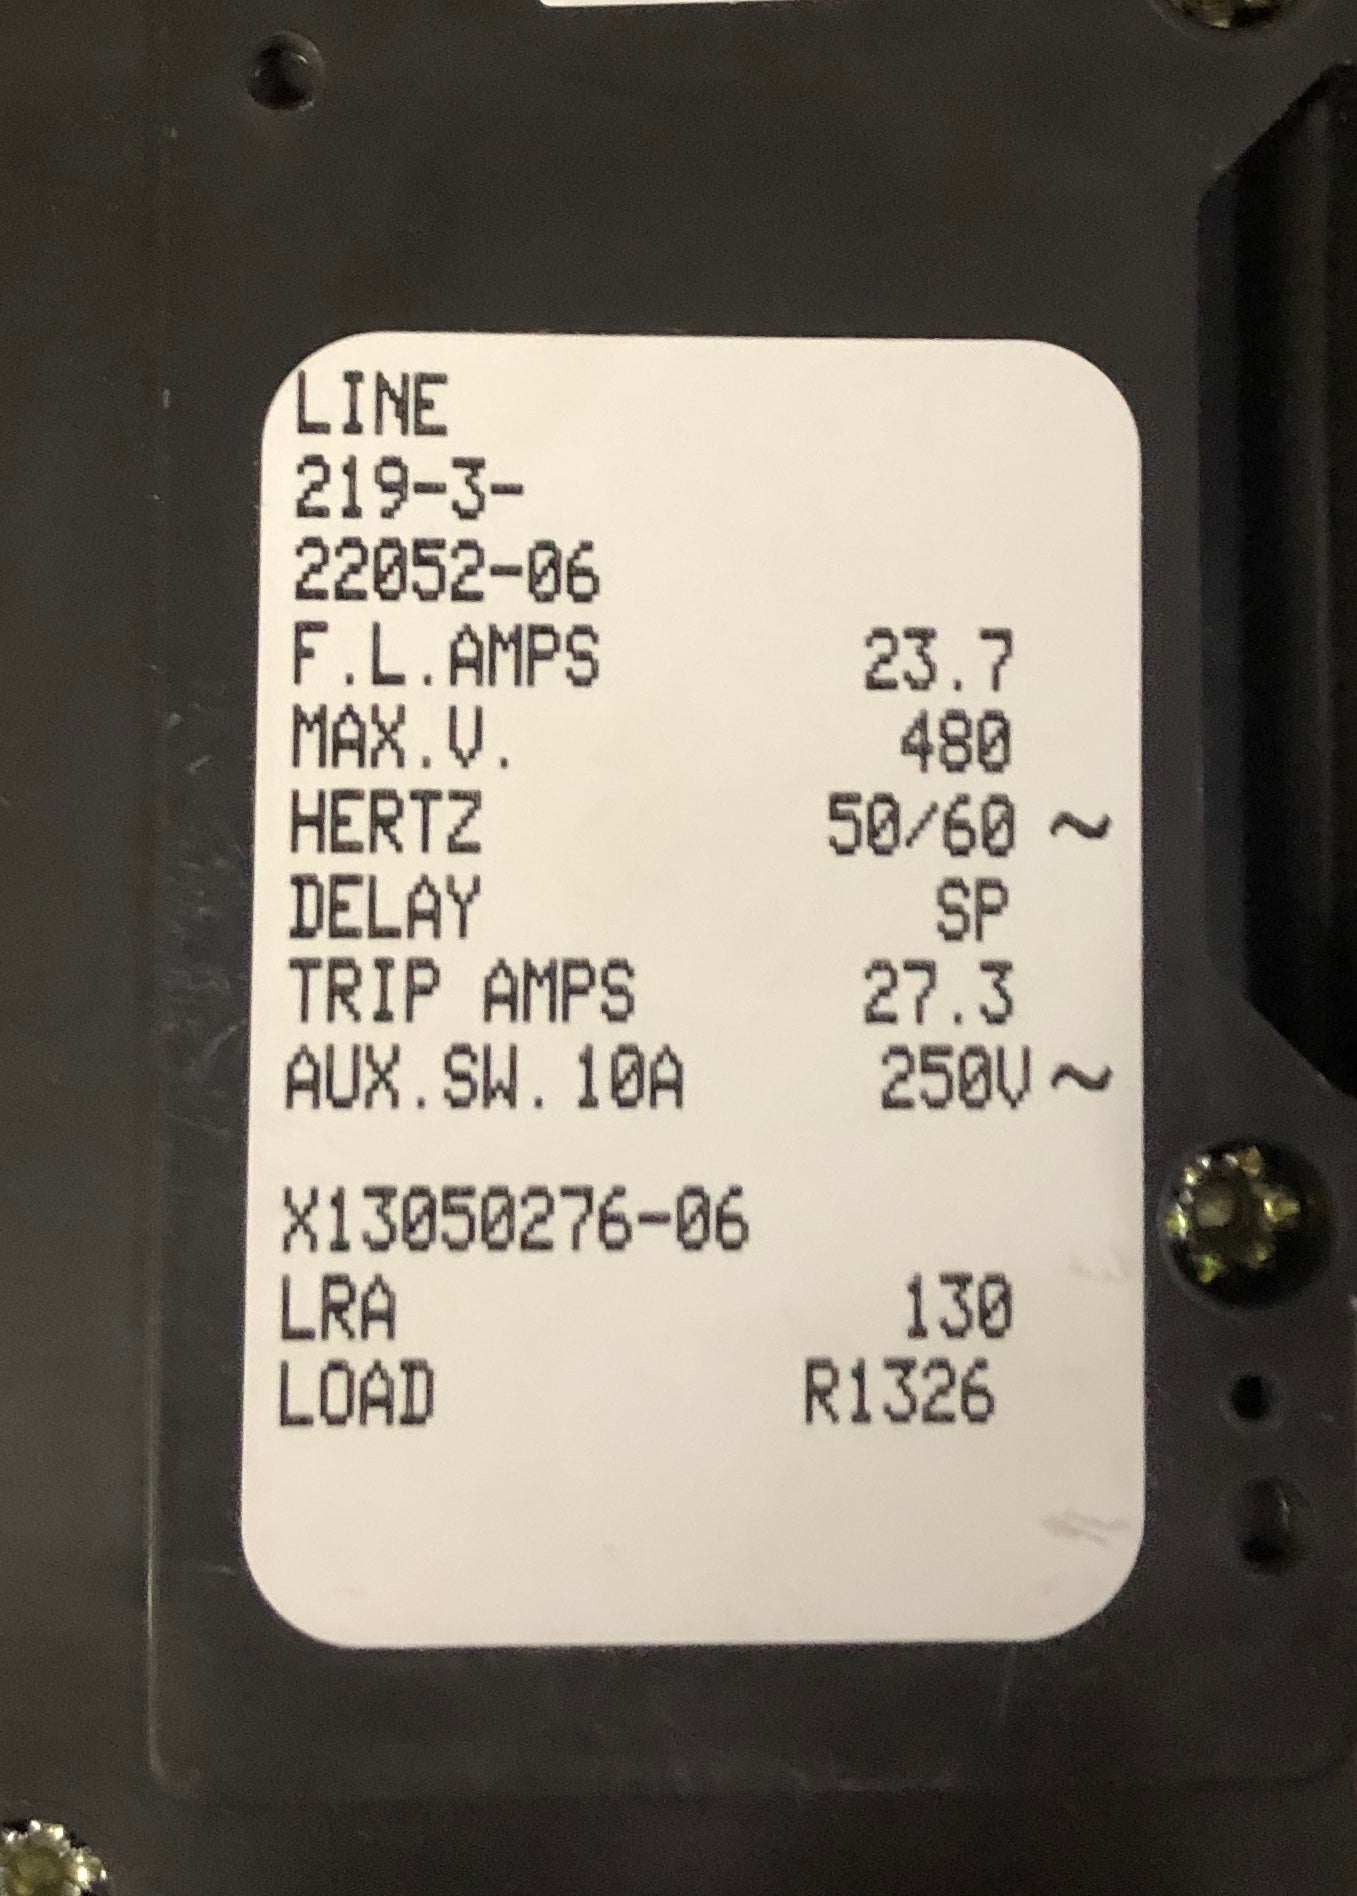 LINE
219-3-
22052-06
F.L.AMPS 23.7
MAX.V. 480
HERTZ 50/60 ~
DELAY SP
TRIP AMPS 27.3
AUX.SW.10A 250V~
X13050276-06
LRA 130
LOAD R1326